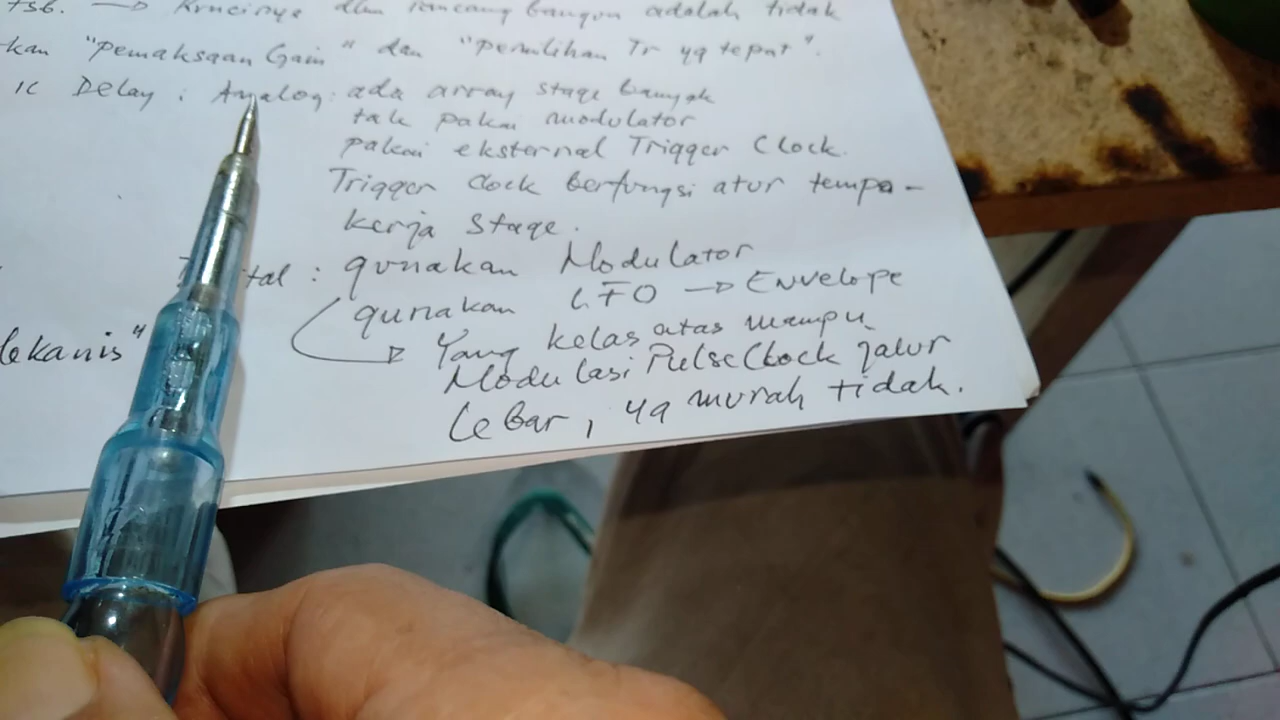 tsb. → Kuncinya dlm rancang bangun adalah tidak
kan "pemaksaan Gain" dan "pemilihan Tr yg tepat".
IC Delay : Analog : ada array stage banyak
tak pakai modulator
pakai eksternal Trigger Clock.
Trigger Clock berfungsi atur tempo-
kerja stage.
tal : gunakan Modulator
gunakan LFO → Envelope
Yang kelas atas mampu
Modulasi Pulse Clock jalur
lebar, yg murah tidak.
ekanis"